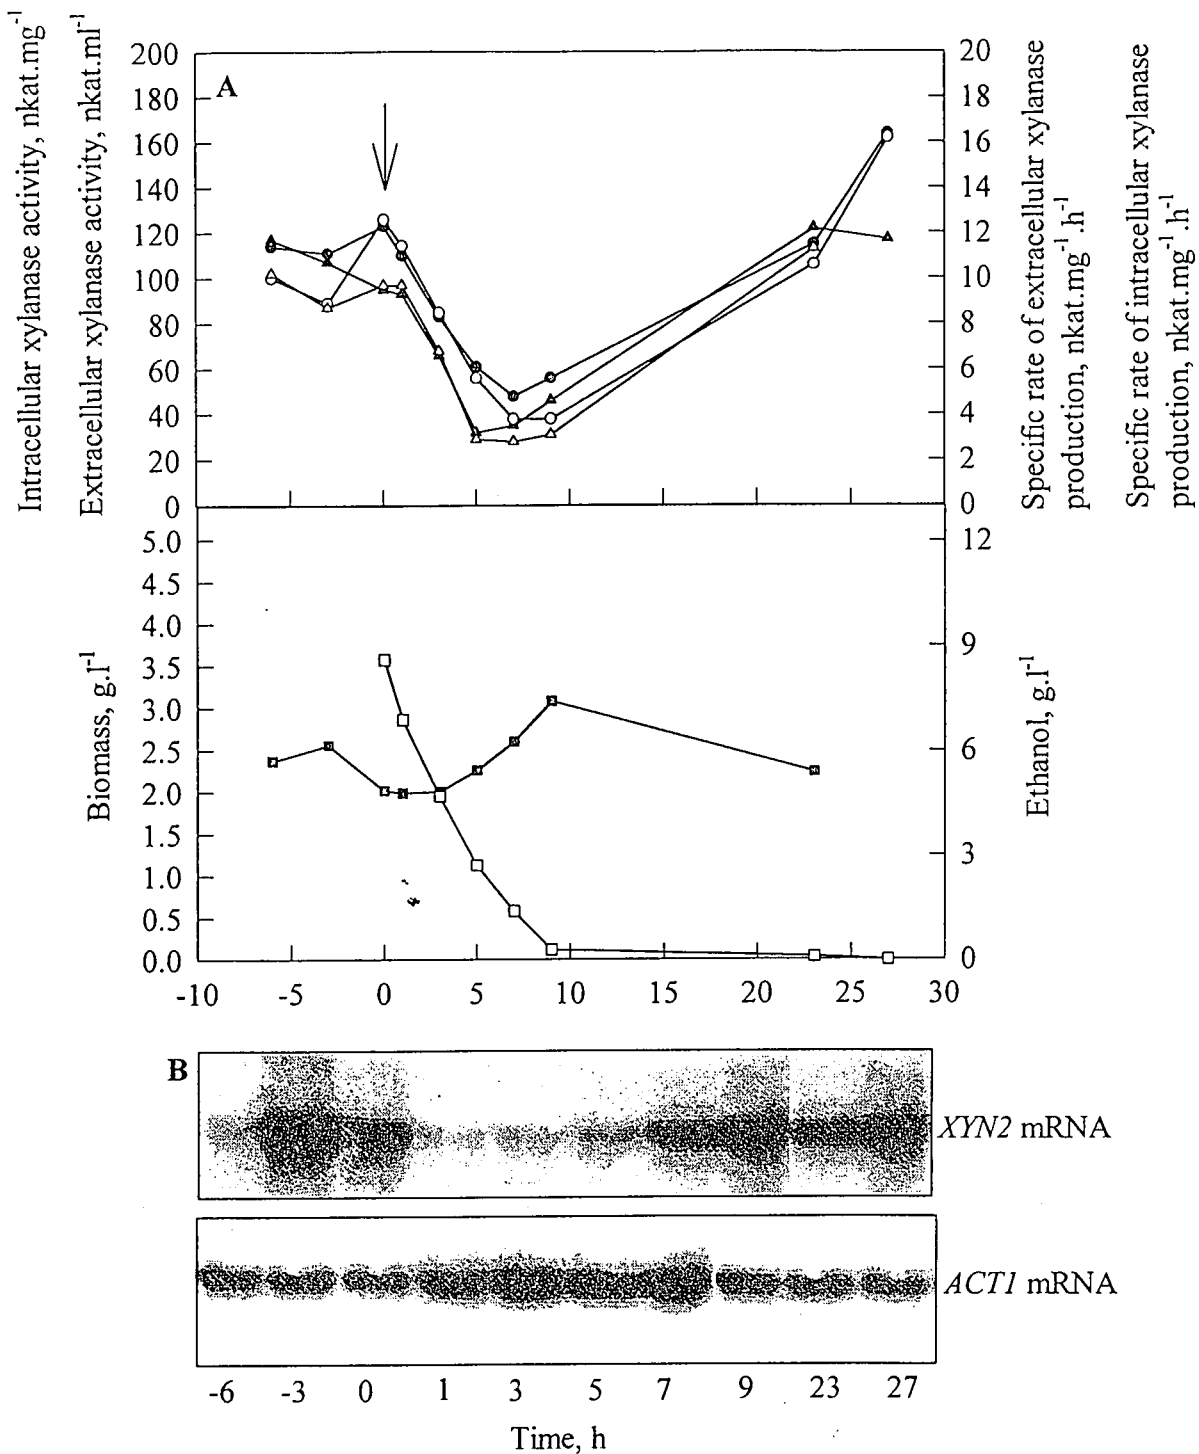 Intracellular xylanase activity, nkat.mg-1
Extracellular xylanase activity, nkat.ml-1
A
200
180
160
140
120
100
80
60
40
20
0
20
18
16
14
12
10
8
6
4
2
0
Specific rate of extracellular xylanase
production, nkat.mg-1.h-1
Specific rate of intracellular xylanase
production, nkat.mg-1.h-1
Biomass, g.l-1
5.0
4.5
4.0
3.5
3.0
2.5
2.0
1.5
1.0
0.5
0.0
12
9
6
3
0
Ethanol, g.l-1
-10 -5 0 5 10 15 20 25 30
B
XYN2 mRNA
ACT1 mRNA
-6 -3 0 1 3 5 7 9 23 27
Time, h